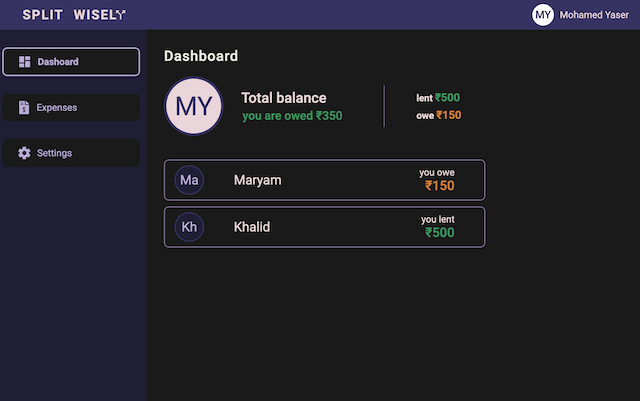 SPLIT WISELY
MY Mohamed Yaser
Dashoard
Expenses
Settings
Dashboard
MY
Total balance
you are owed ₹350
lent ₹500
owe ₹150
Ma
Maryam
you owe
₹150
Kh
Khalid
you lent
₹500